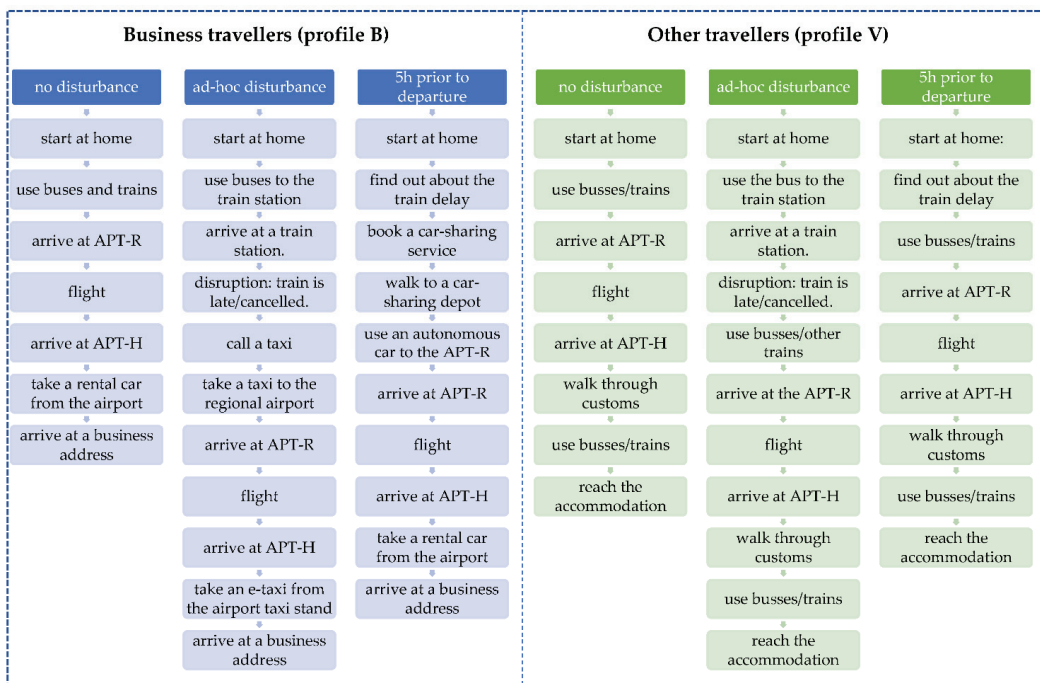 Business travellers (profile B)
no disturbance
start at home
use buses and trains
arrive at APT-R
flight
arrive at APT-H
take a rental car
from the airport
arrive at a business
address
ad-hoc disturbance
start at home
use buses to the
train station
arrive at a train
station.
disruption: train is
late/cancelled.
call a taxi
take a taxi to the
regional airport
arrive at APT-R
flight
arrive at APT-H
take an e-taxi from
the airport taxi stand
arrive at a business
address
5h prior to
departure
start at home
find out about the
train delay
book a car-sharing
service
walk to a car-
sharing depot
use an autonomous
car to the APT-R
arrive at APT-R
flight
arrive at APT-H
take a rental car
from the airport
arrive at a business
address
Other travellers (profile V)
no disturbance
start at home
use busses/trains
arrive at APT-R
flight
arrive at APT-H
walk through
customs
use busses/trains
reach the
accommodation
ad-hoc disturbance
start at home
use the bus to the
train station
arrive at a train
station.
disruption: train is
late/cancelled.
use busses/other
trains
arrive at the APT-R
flight
arrive at APT-H
walk through
customs
use busses/trains
reach the
accommodation
5h prior to
departure
start at home:
find out about the
train delay
use busses/trains
arrive at APT-R
flight
arrive at APT-H
walk through
customs
use busses/trains
reach the
accommodation